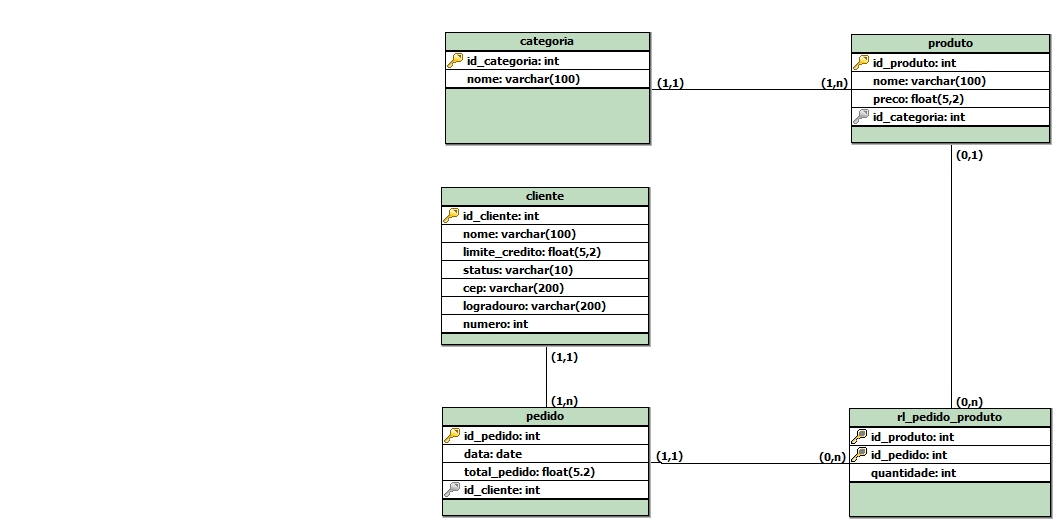 categoria
id_categoria: int
nome: varchar(100)
(1,1)
(1,n)
produto
id_produto: int
nome: varchar(100)
preco: float(5,2)
id_categoria: int
(0,1)
cliente
id_cliente: int
nome: varchar(100)
limite_credito: float(5,2)
status: varchar(10)
cep: varchar(200)
logradouro: varchar(200)
numero: int
(1,1)
(1,n)
pedido
id_pedido: int
data: date
total_pedido: float(5.2)
id_cliente: int
(1,1)
(0,n)
(0,n)
rl_pedido_produto
id_produto: int
id_pedido: int
quantidade: int